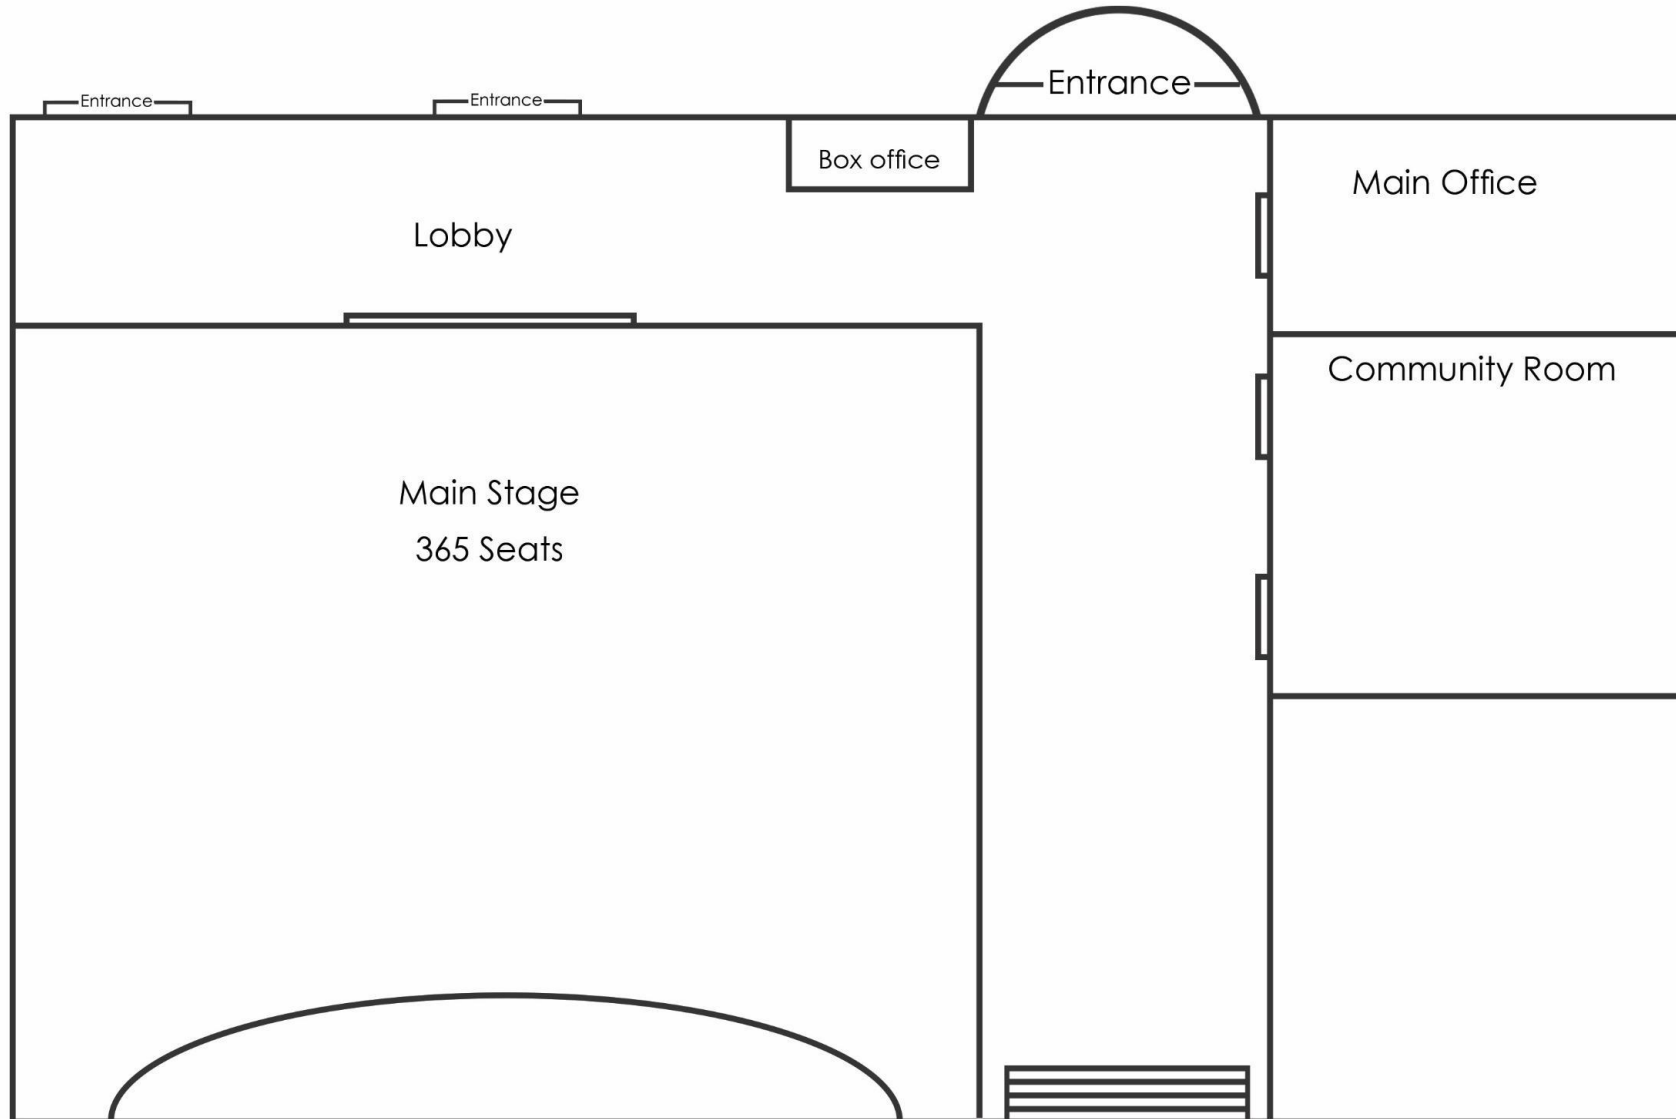 Entrance
Entrance
Entrance
Box office
Main Office
Lobby
Community Room
Main Stage
365 Seats